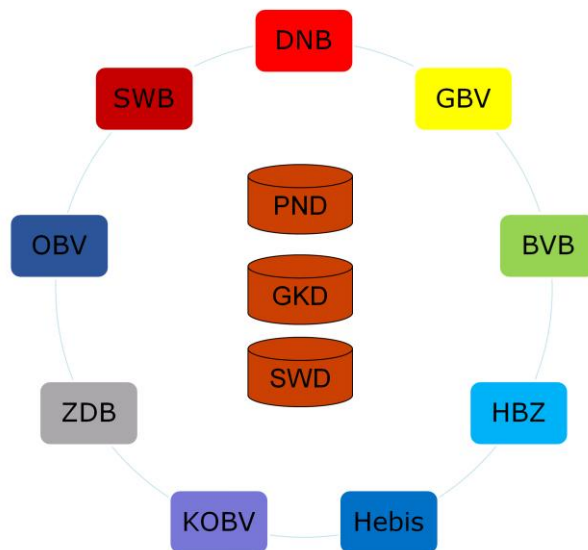 DNB
SWB
GBV
PND
OBV
BVB
GKD
SWD
ZDB
HBZ
KOBV
Hebis